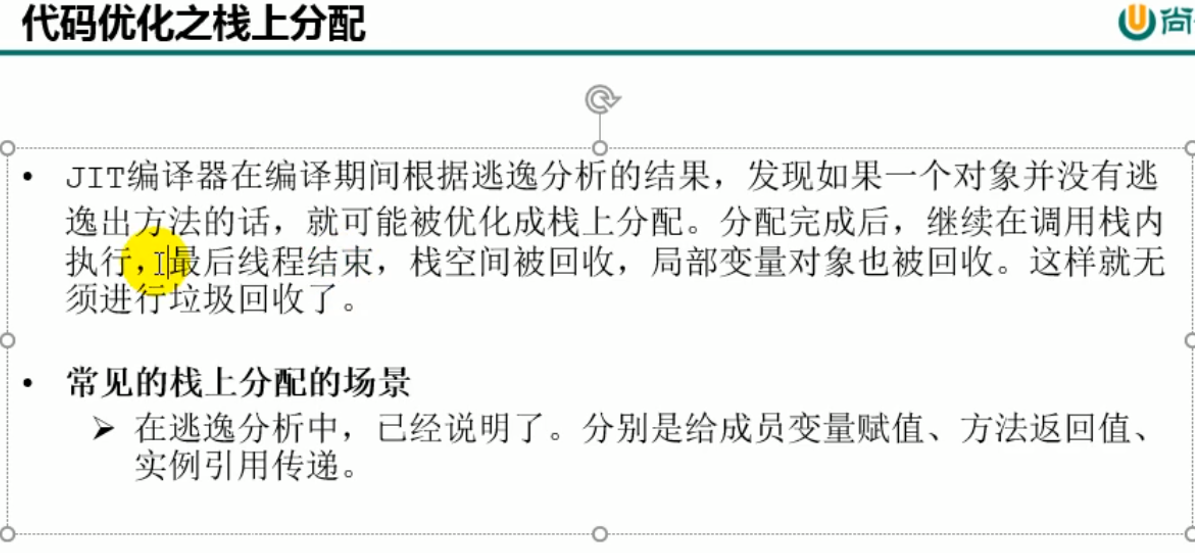 代码优化之栈上分配
尚
• JIT编译器在编译期间根据逃逸分析的结果，发现如果一个对象并没有逃
逸出方法的话，就可能被优化成栈上分配。分配完成后，继续在调用栈内
执行，最后线程结束，栈空间被回收，局部变量对象也被回收。这样就无
须进行垃圾回收了。
• 常见的栈上分配的场景
➢ 在逃逸分析中，已经说明了。分别是给成员变量赋值、方法返回值、
实例引用传递。